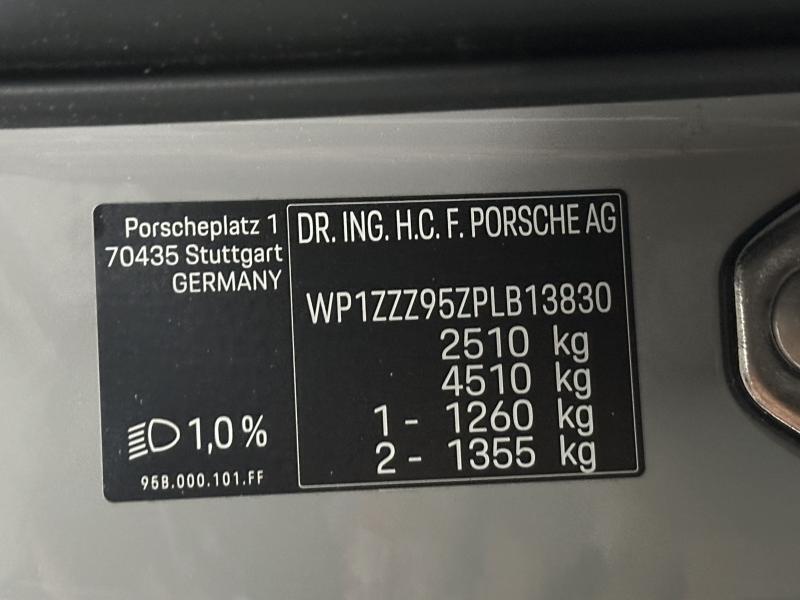 Porscheplatz 1
70435 Stuttgart
GERMANY
1,0 %
95B.000.101.FF
DR. ING. H.C. F. PORSCHE AG
WP1ZZZ95ZPLB13830
2510 kg
4510 kg
1 - 1260 kg
2 - 1355 kg